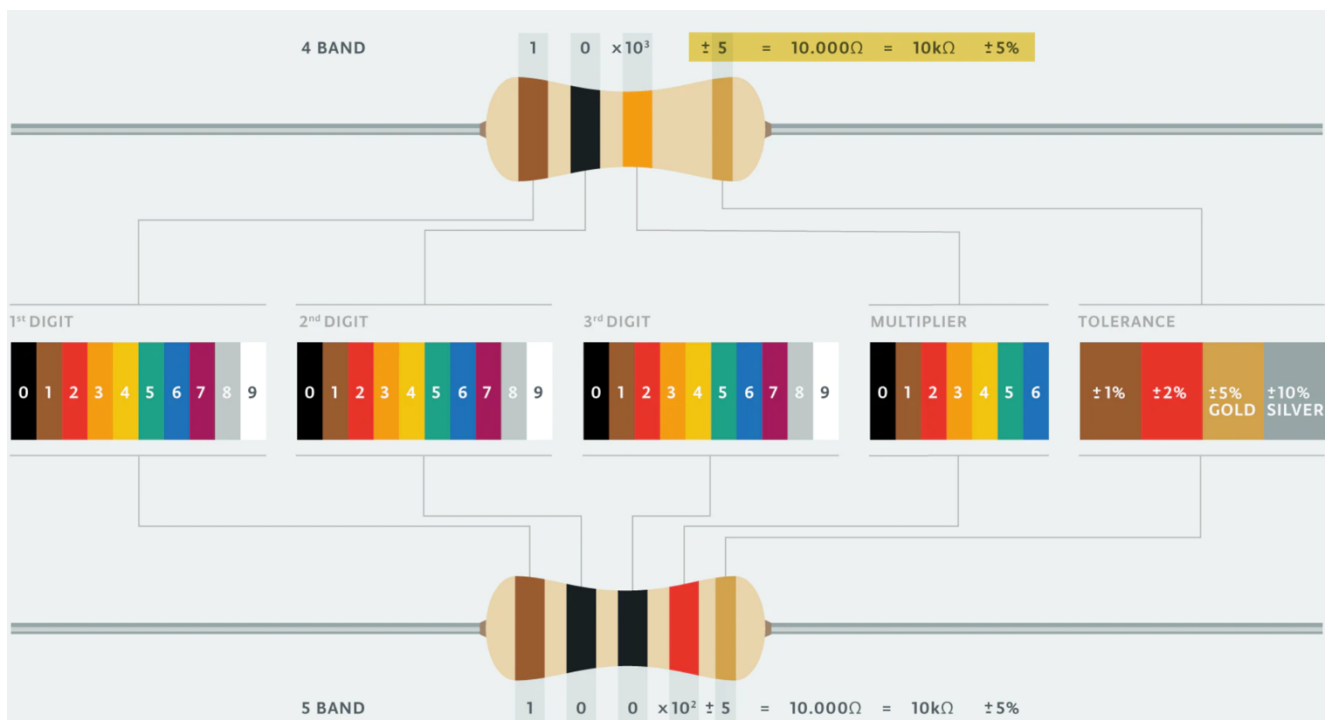 4 BAND 1 0 ×10³ ± 5 = 10.000Ω = 10kΩ ±5%
1st DIGIT 2nd DIGIT 3rd DIGIT MULTIPLIER TOLERANCE
0 1 2 3 4 5 6 7 8 9 0 1 2 3 4 5 6 7 8 9 0 1 2 3 4 5 6 7 8 9 0 1 2 3 4 5 6 ±1% ±2% ±5% GOLD ±10% SILVER
5 BAND 1 0 0 ×10² ± 5 = 10.000Ω = 10kΩ ±5%